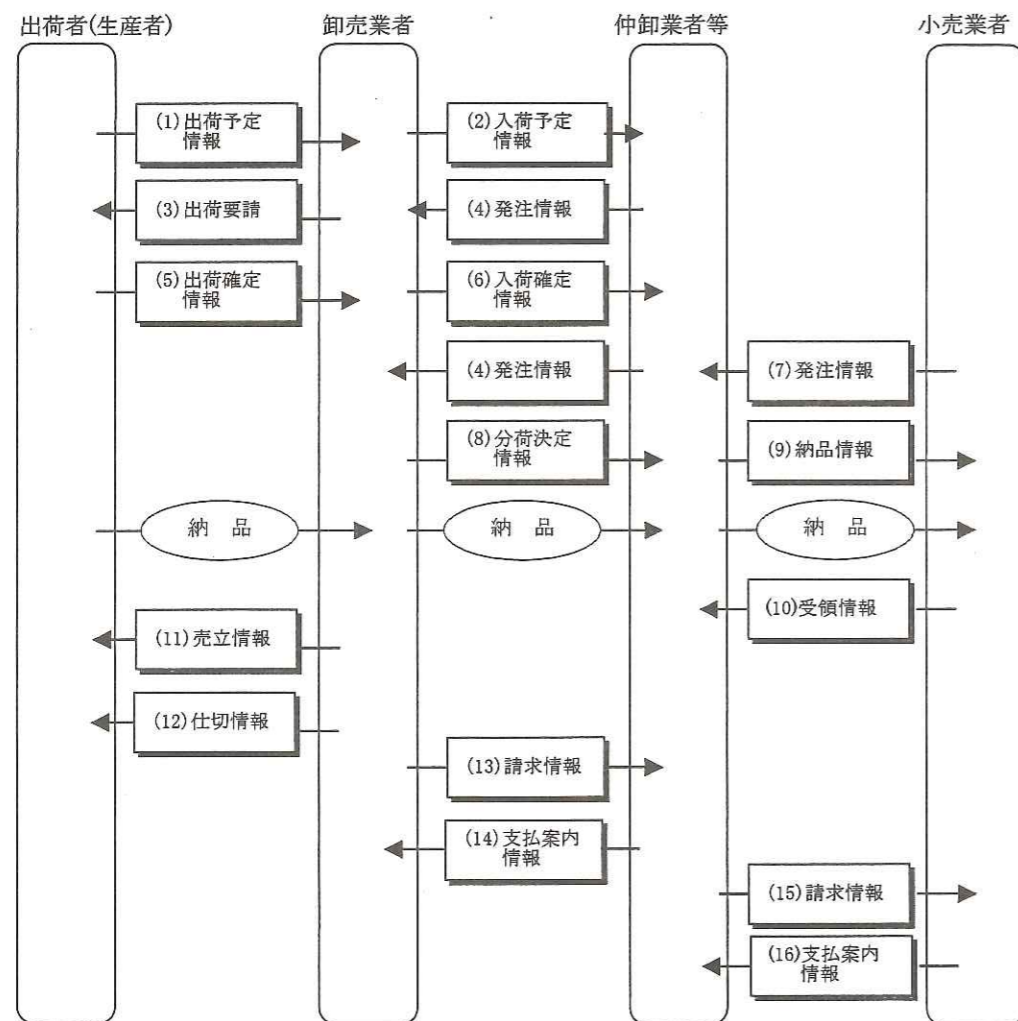 出荷者(生産者)
卸売業者
仲卸業者等
小売業者
(1)出荷予定
情報
(2)入荷予定
情報
(3)出荷要請
(4)発注情報
(5)出荷確定
情報
(6)入荷確定
情報
(4)発注情報
(7)発注情報
(8)分荷決定
情報
(9)納品情報
納 品
納 品
納 品
(10)受領情報
(11)売立情報
(12)仕切情報
(13)請求情報
(14)支払案内
情報
(15)請求情報
(16)支払案内
情報